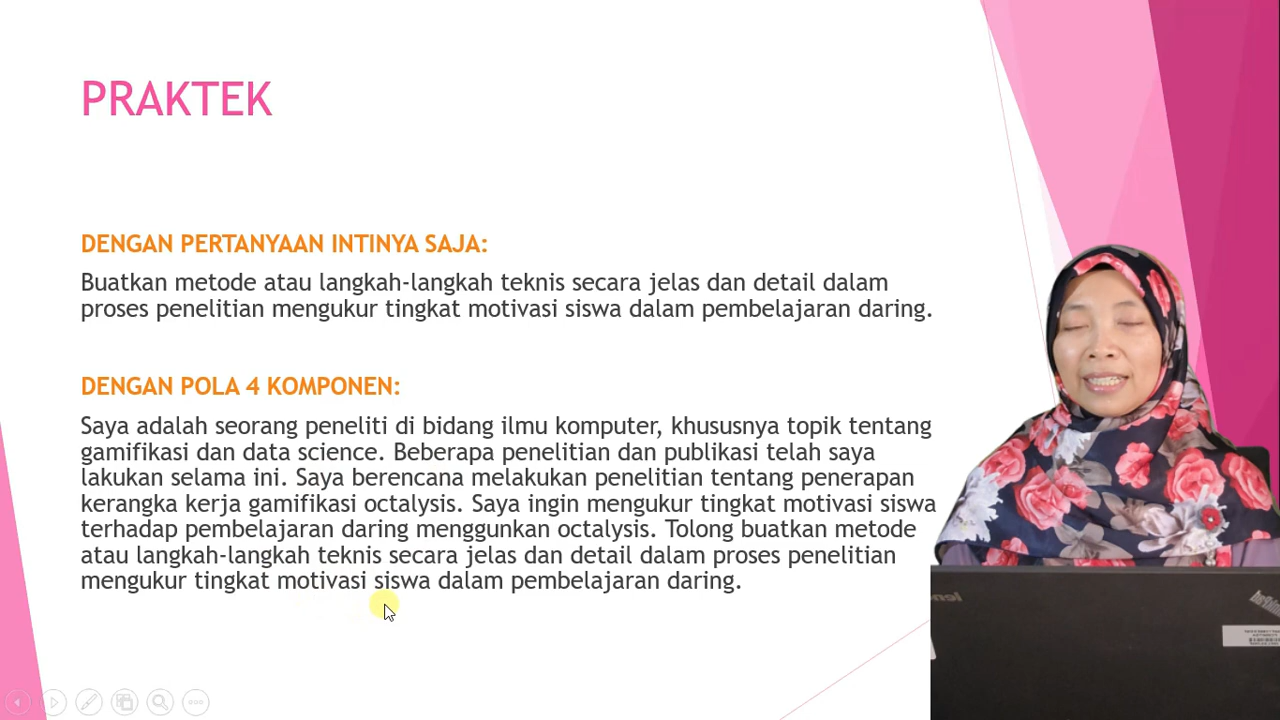 PRAKTEK
DENGAN PERTANYAAN INTINYA SAJA:
Buatkan metode atau langkah-langkah teknis secara jelas dan detail dalam
proses penelitian mengukur tingkat motivasi siswa dalam pembelajaran daring.
DENGAN POLA 4 KOMPONEN:
Saya adalah seorang peneliti di bidang ilmu komputer, khususnya topik tentang
gamifikasi dan data science. Beberapa penelitian dan publikasi telah saya
lakukan selama ini. Saya berencana melakukan penelitian tentang penerapan
kerangka kerja gamifikasi octalysis. Saya ingin mengukur tingkat motivasi siswa
terhadap pembelajaran daring menggunkan octalysis. Tolong buatkan metode
atau langkah-langkah teknis secara jelas dan detail dalam proses penelitian
mengukur tingkat motivasi siswa dalam pembelajaran daring.